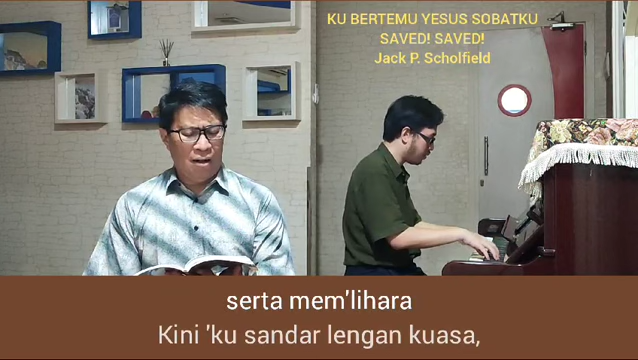 KU BERTEMU YESUS SOBATKU
SAVED! SAVED!
Jack P. Scholfield
serta mem'lihara
Kini 'ku sandar lengan kuasa,